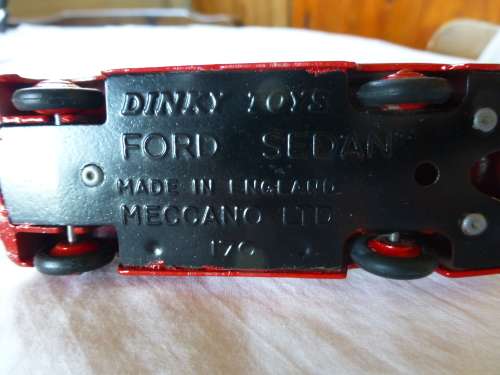 DINKY TOYS
FORD SEDAN
MADE IN ENGLAND
MECCANO LTD
170